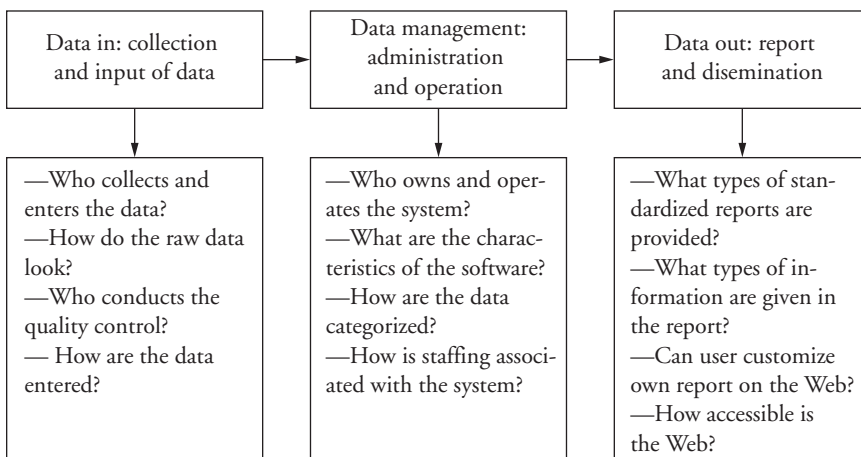 Data in: collection
and input of data
Data management:
administration
and operation
Data out: report
and disemination
—Who collects and
enters the data?
—How do the raw data
look?
—Who conducts the
quality control?
— How are the data
entered?
—Who owns and oper-
ates the system?
—What are the charac-
teristics of the software?
—How are the data
categorized?
—How is staffing associ-
ated with the system?
—What types of stan-
dardized reports are
provided?
—What types of in-
formation are given in
the report?
—Can user customize
own report on the Web?
—How accessible is
the Web?